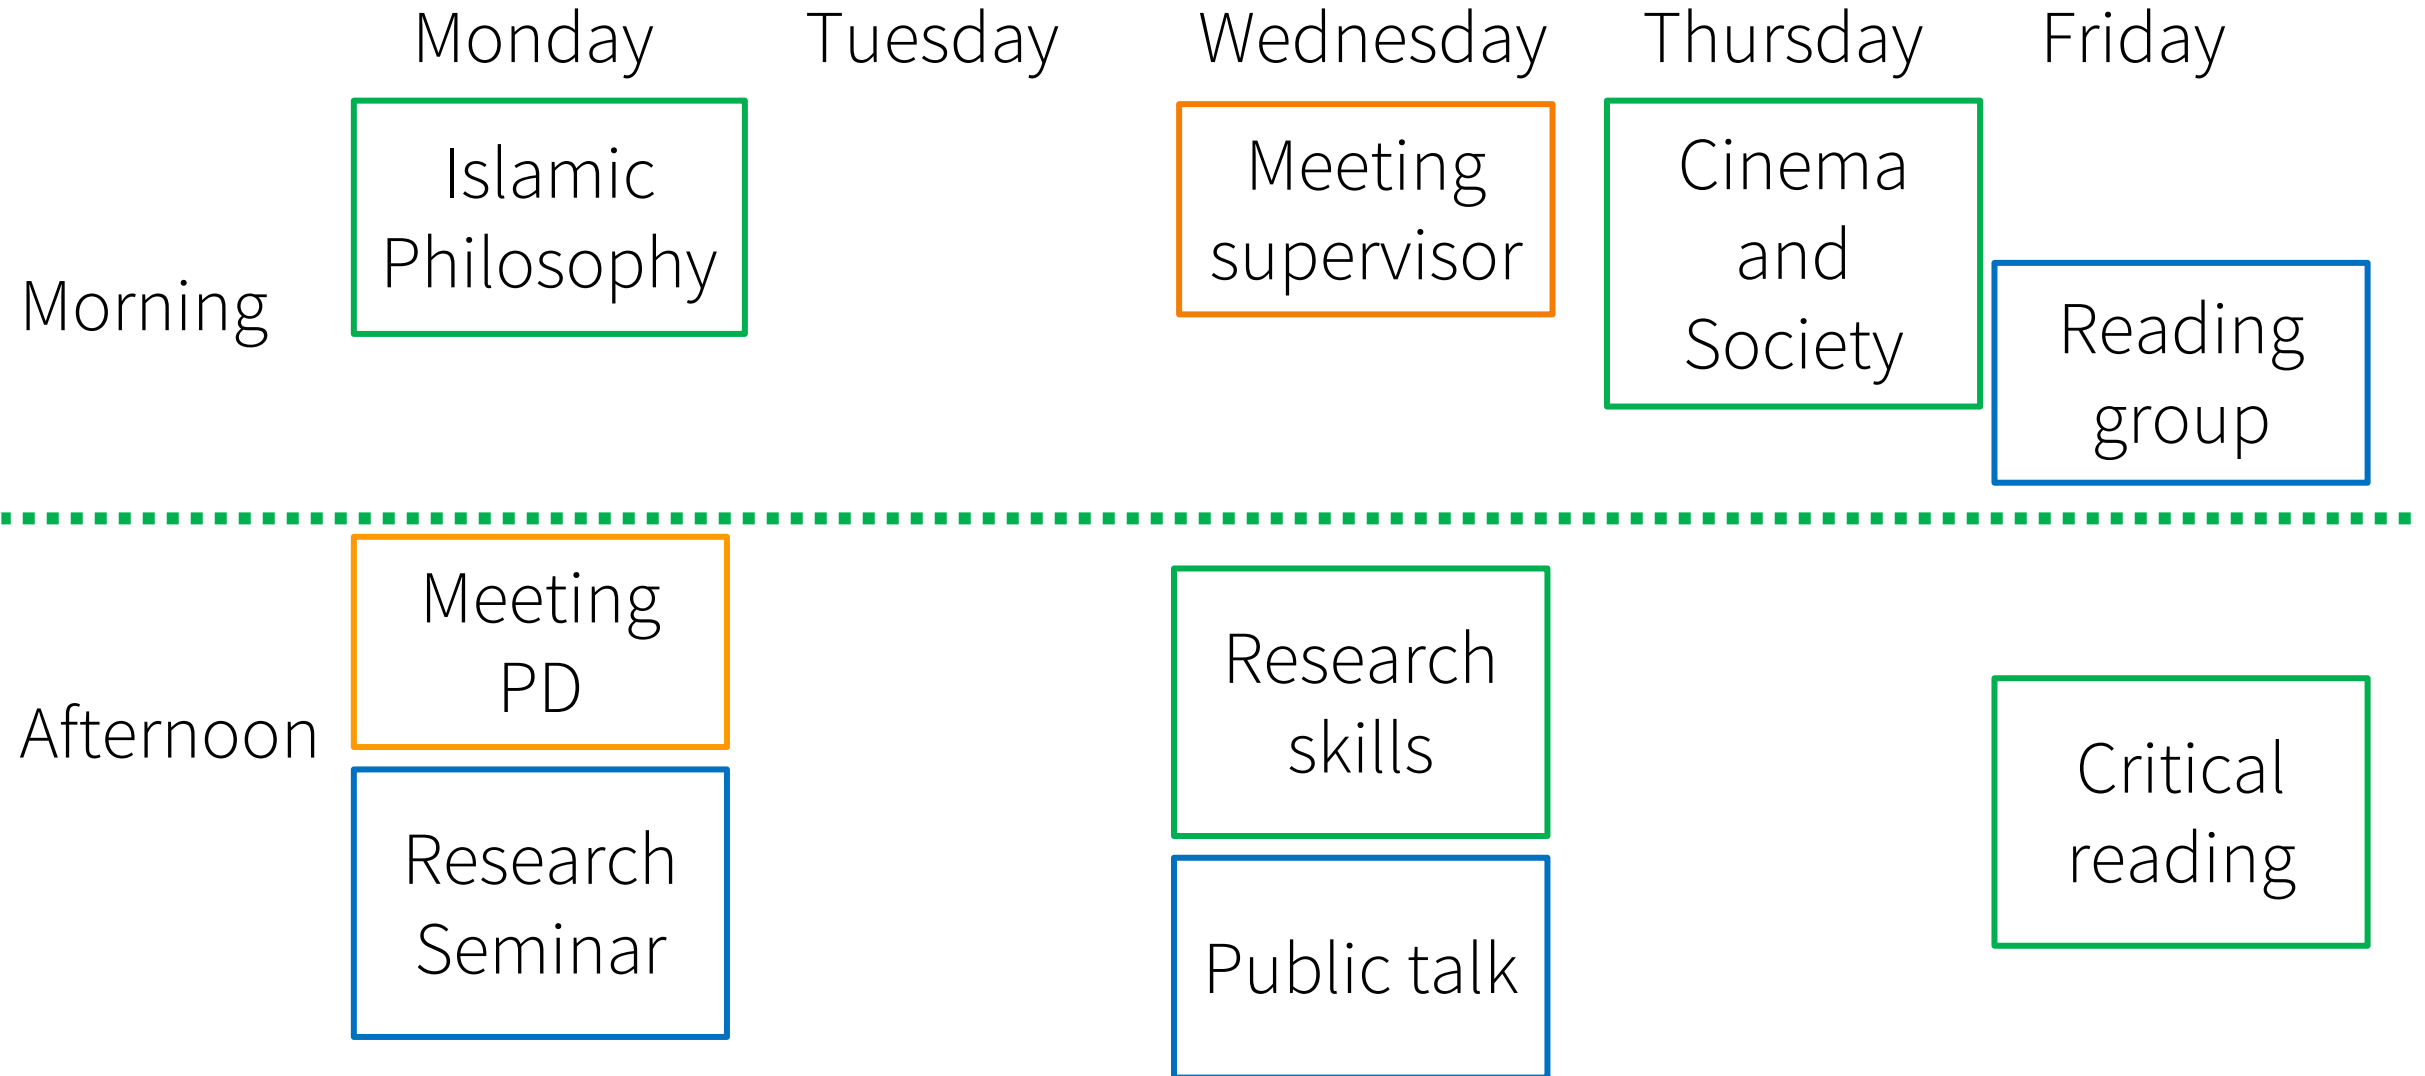 Monday Tuesday Wednesday Thursday Friday
Morning
Islamic
Philosophy
Meeting
supervisor
Cinema
and
Society
Reading
group
Afternoon
Meeting
PD
Research
Seminar
Research
skills
Public talk
Critical
reading